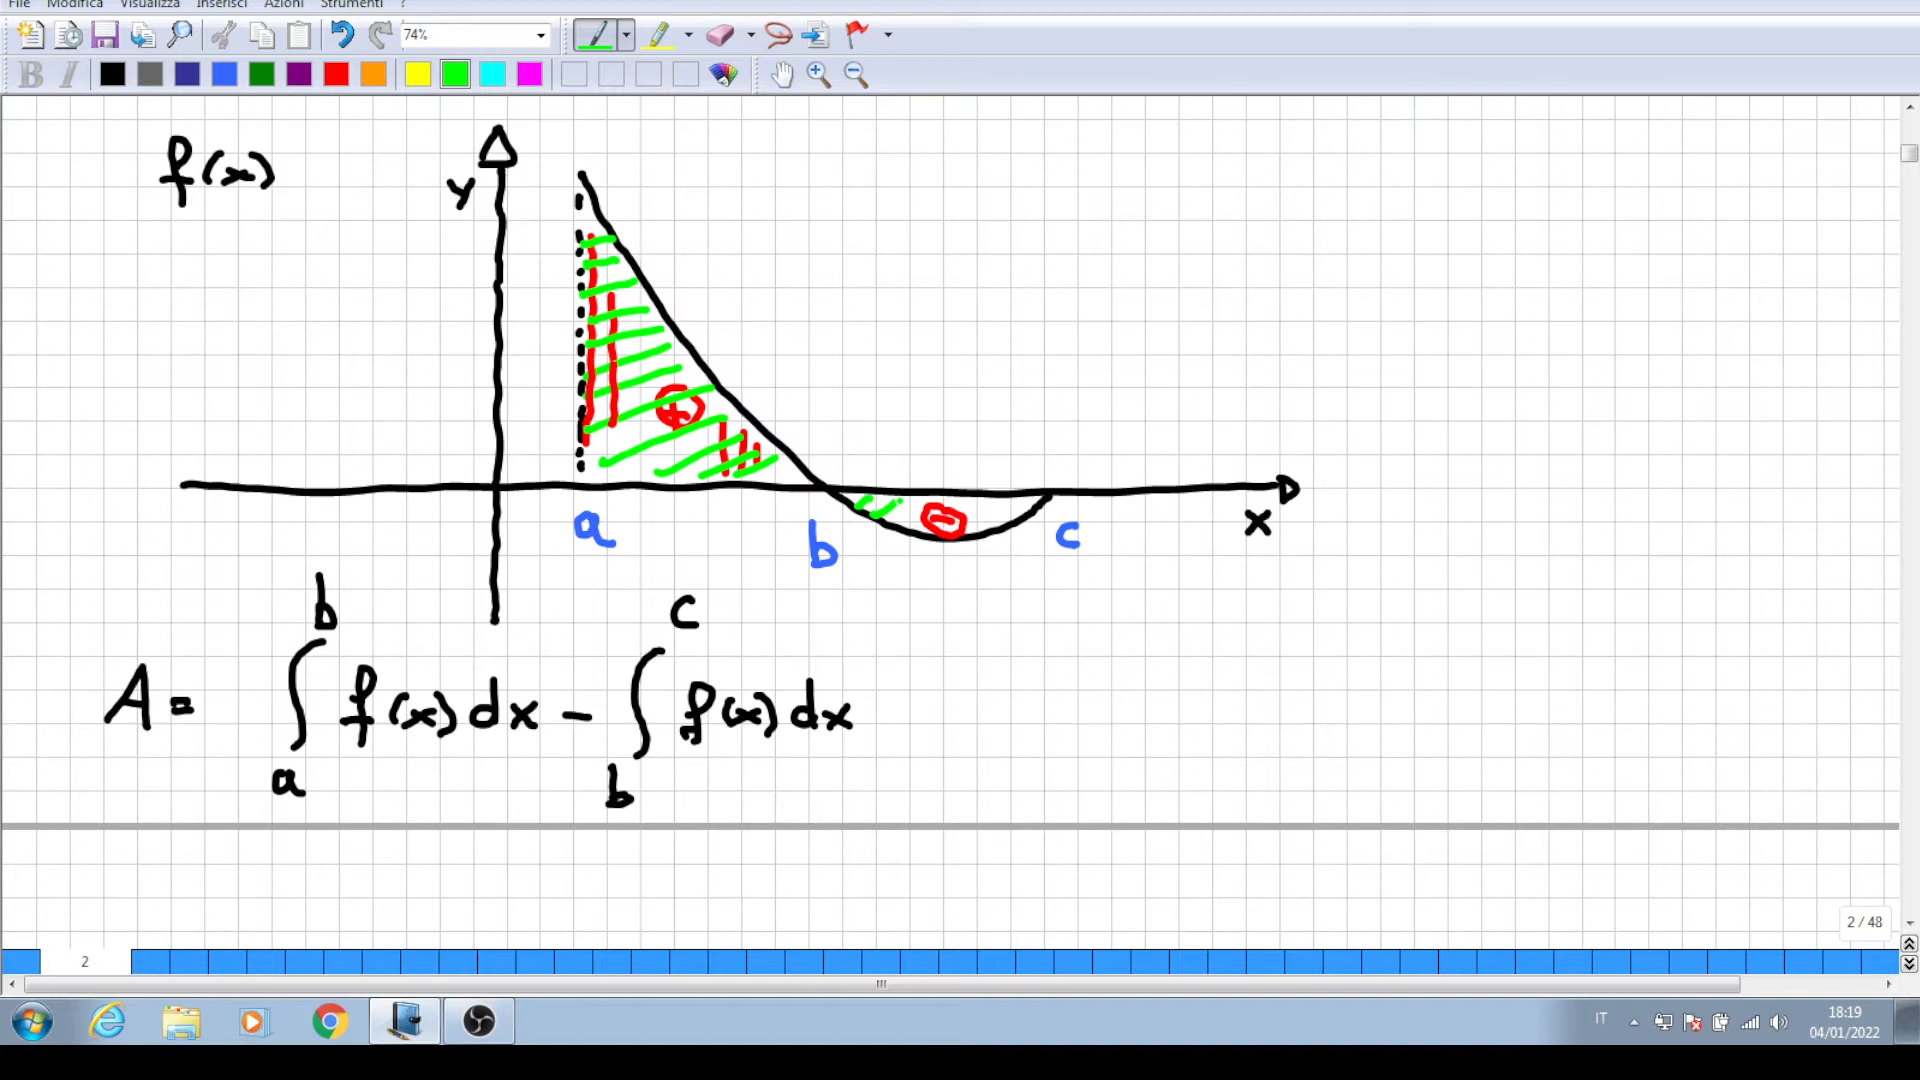 File Modifica Visualizza Inserisci Azioni Strumenti ?
74%
B I
f(x)
y
+
-
a b c x
A = ∫_a^b f(x) dx - ∫_b^c f(x) dx
2 / 48
2
IT
18:19
04/01/2022